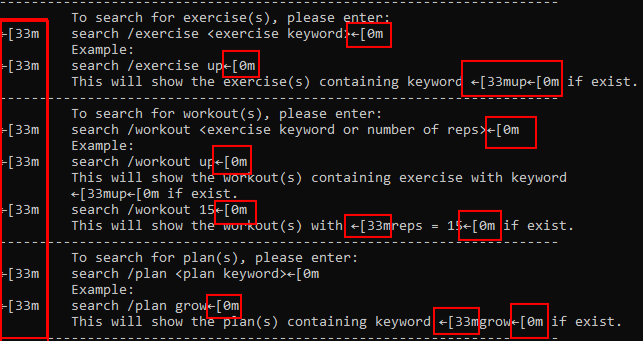 --------------------------------------------------------------------
To search for exercise(s), please enter:
←[33m search /exercise <exercise keyword>←[0m
Example:
←[33m search /exercise up←[0m
This will show the exercise(s) containing keyword ←[33mup←[0m if exist.
--------------------------------------------------------------------
To search for workout(s), please enter:
←[33m search /workout <exercise keyword or number of reps>←[0m
Example:
←[33m search /workout up←[0m
This will show the workout(s) containing exercise with keyword
←[33mup←[0m if exist.
←[33m search /workout 15←[0m
This will show the workout(s) with ←[33mreps = 15←[0m if exist.
--------------------------------------------------------------------
To search for plan(s), please enter:
←[33m search /plan <plan keyword>←[0m
Example:
←[33m search /plan grow←[0m
This will show the plan(s) containing keyword ←[33mgrow←[0m if exist.
--------------------------------------------------------------------